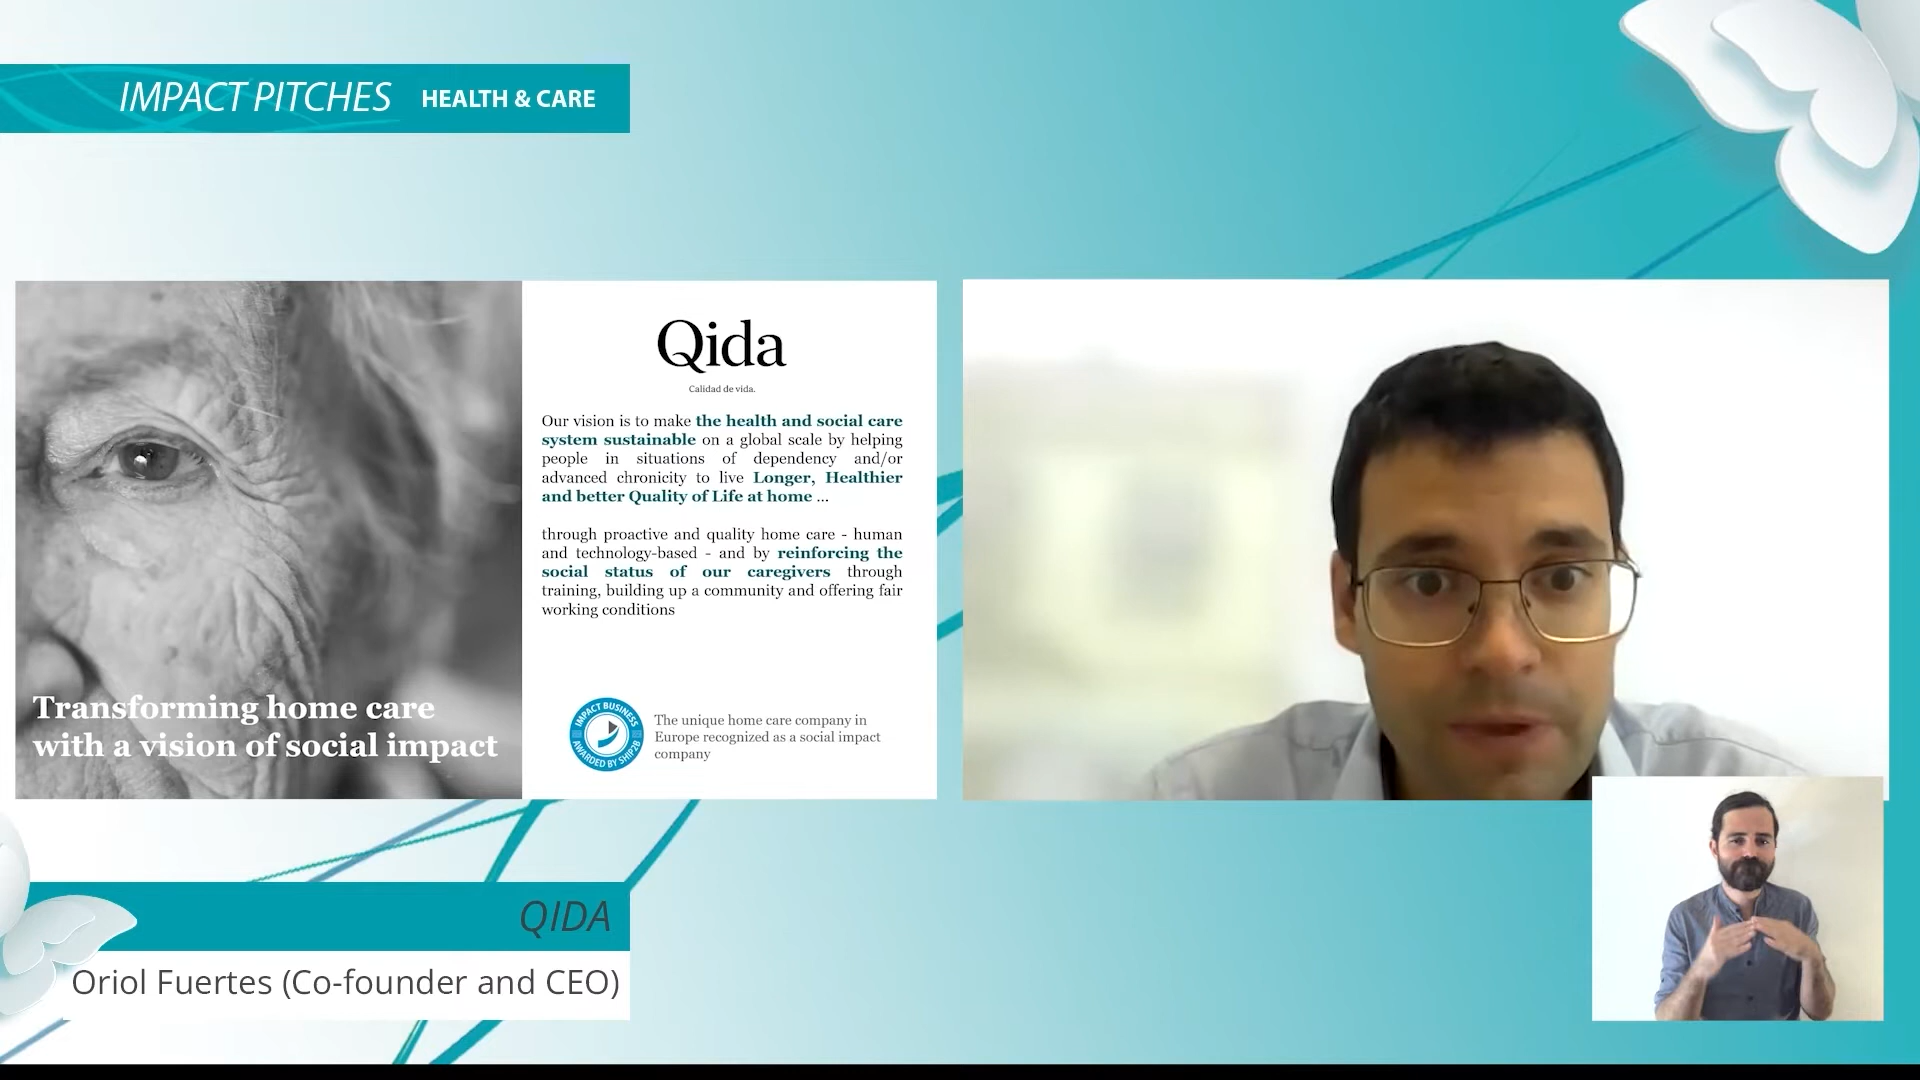 IMPACT PITCHES HEALTH & CARE
Qida
Calidad de vida.
Our vision is to make the health and social care
system sustainable on a global scale by helping
people in situations of dependency and/or
advanced chronicity to live Longer, Healthier
and better Quality of Life at home ...
through proactive and quality home care - human
and technology-based - and by reinforcing the
social status of our caregivers through
training, building up a community and offering fair
working conditions
Transforming home care
with a vision of social impact
IMPACT BUSINESS
AWARDED BY SHIP2B
The unique home care company in
Europe recognized as a social impact
company
QIDA
Oriol Fuertes (Co-founder and CEO)